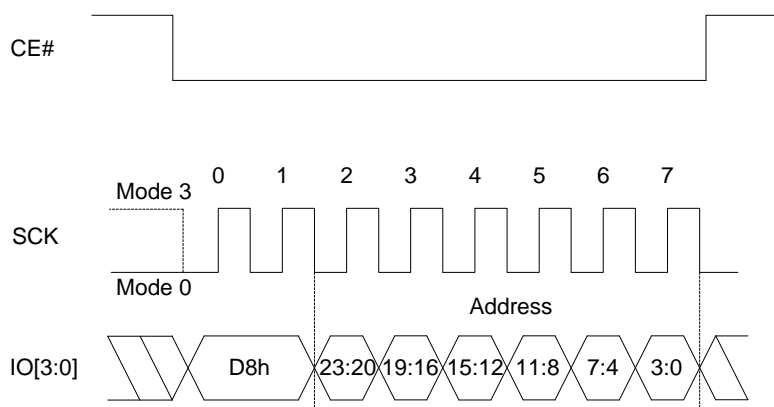 CE#
0 1 2 3 4 5 6 7
Mode 3
SCK
Mode 0
Address
IO[3:0] D8h 23:20 19:16 15:12 11:8 7:4 3:0